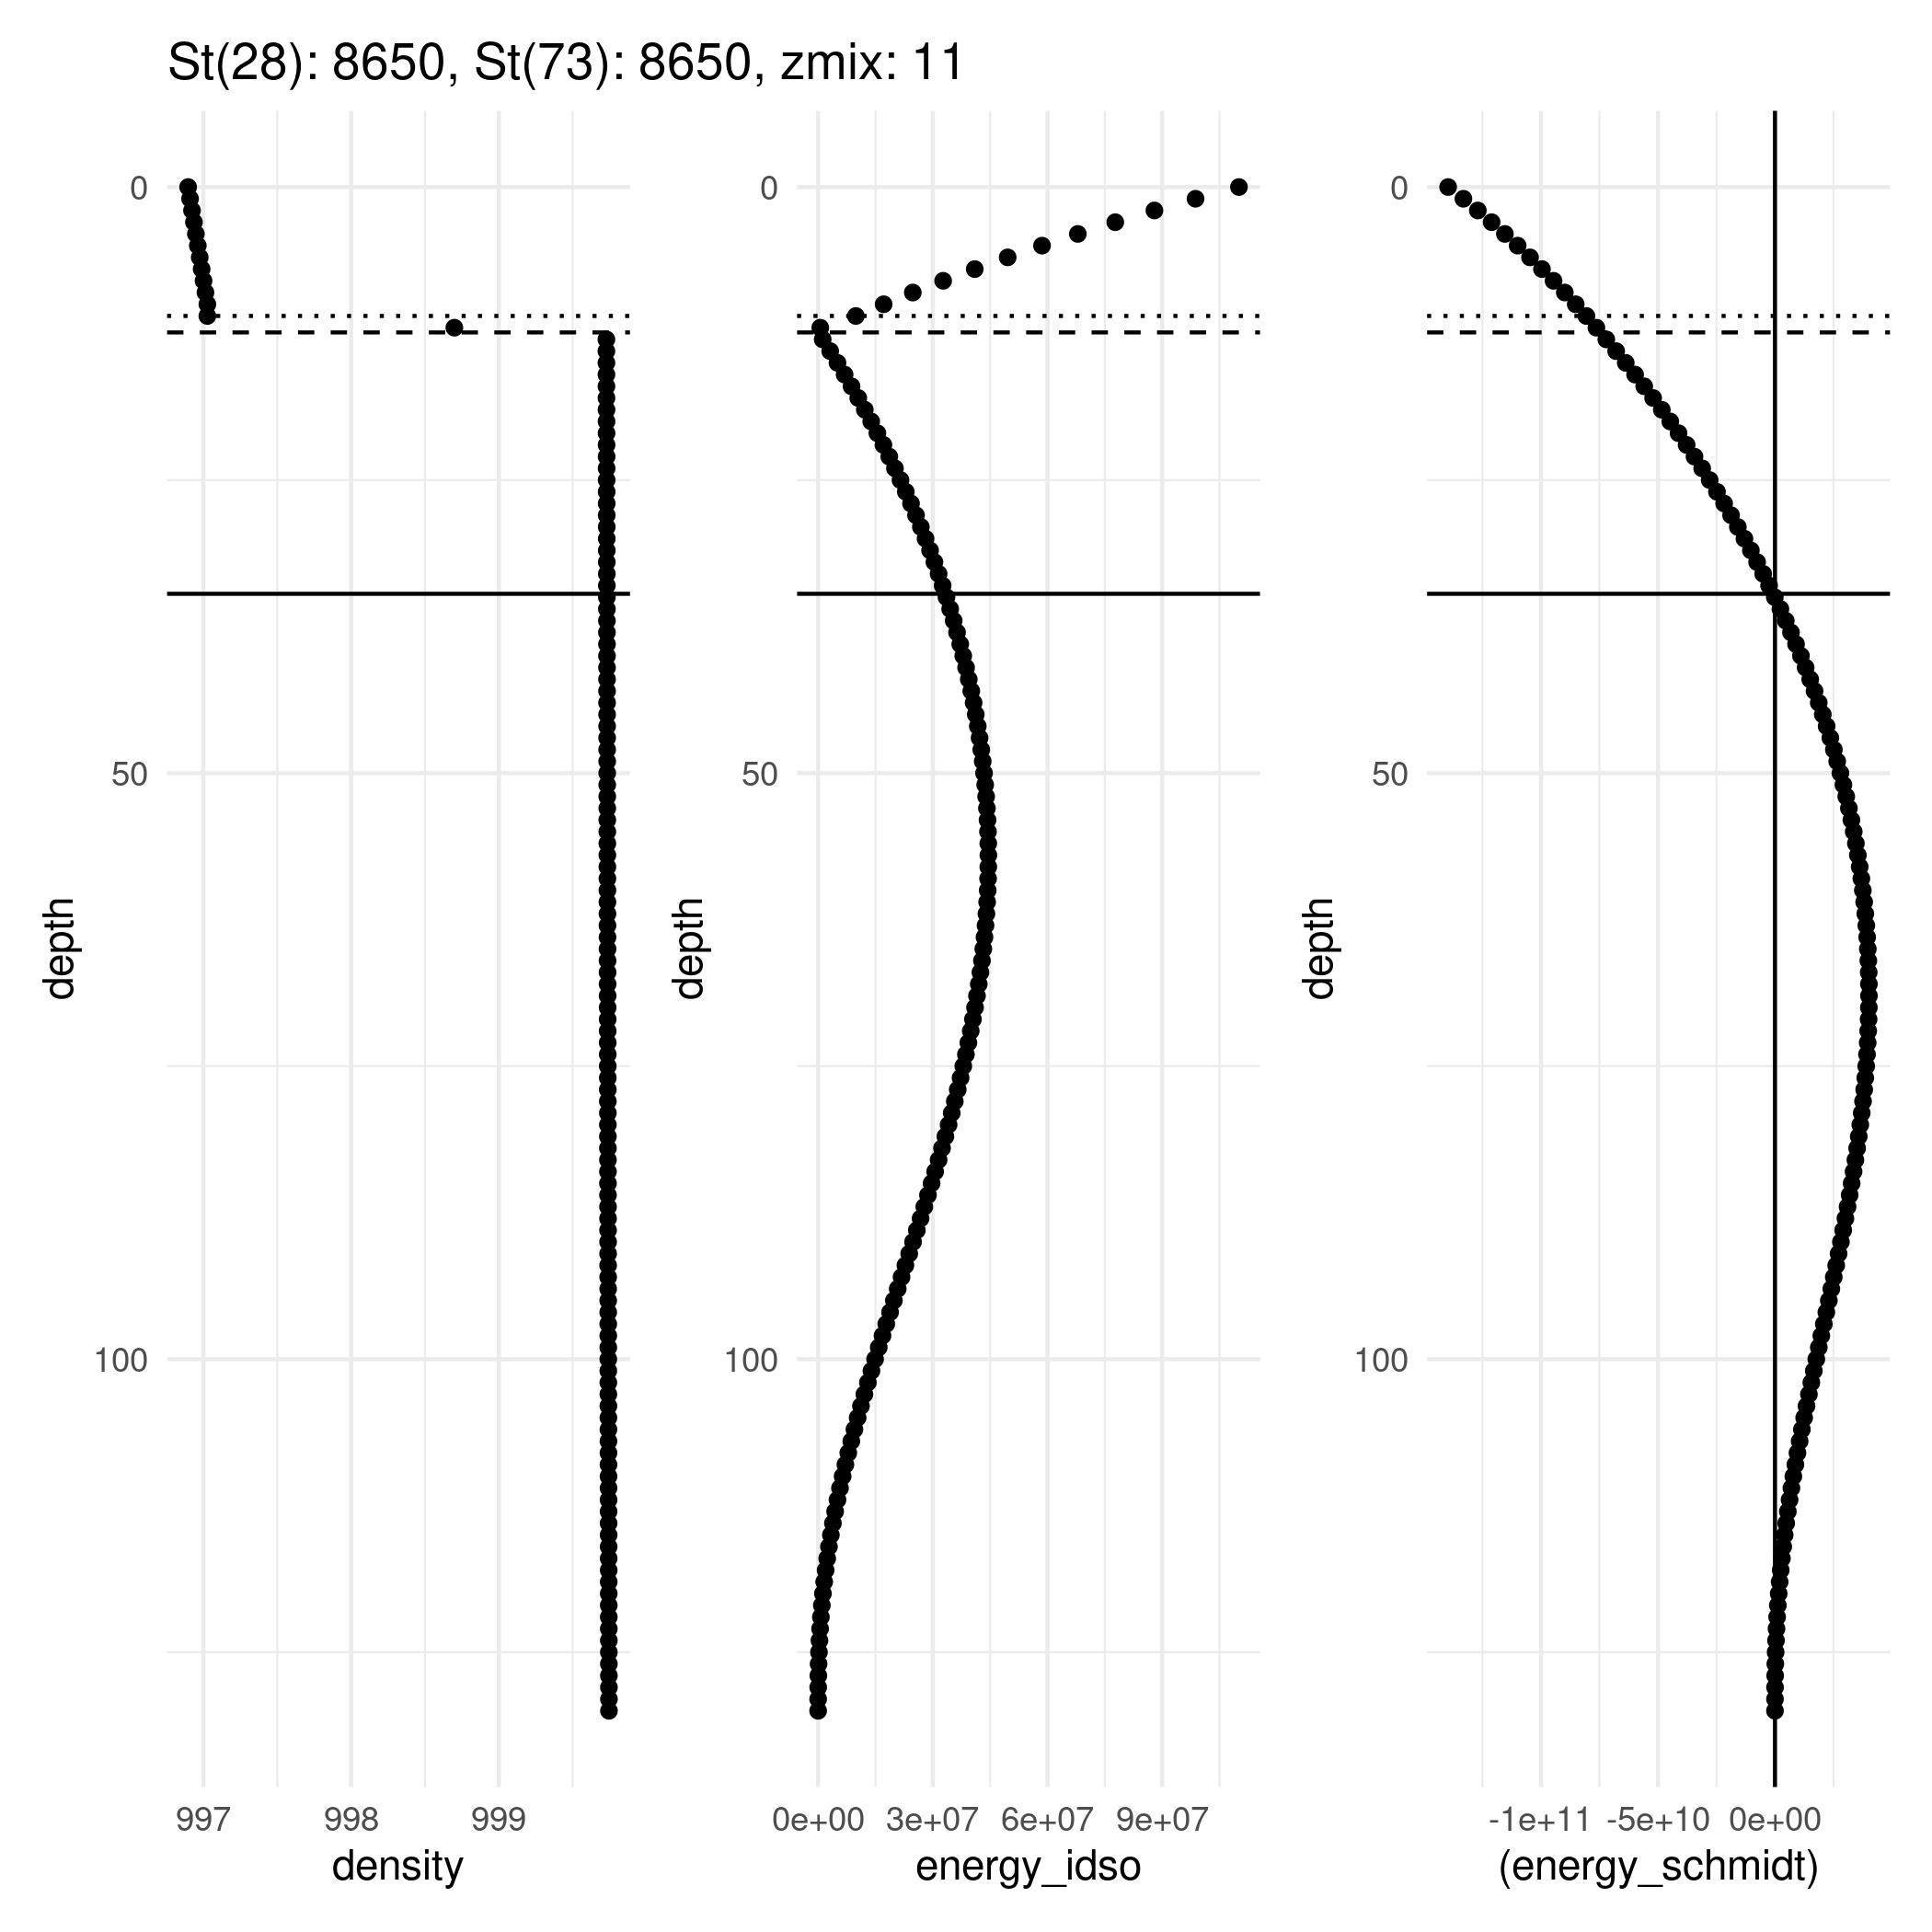 St(28): 8650, St(73): 8650, zmix: 11
0
50
100
depth
997 998 999
density
0
50
100
depth
0e+00 3e+07 6e+07 9e+07
energy_idso
0
50
100
depth
-1e+11 -5e+10 0e+00
(energy_schmidt)